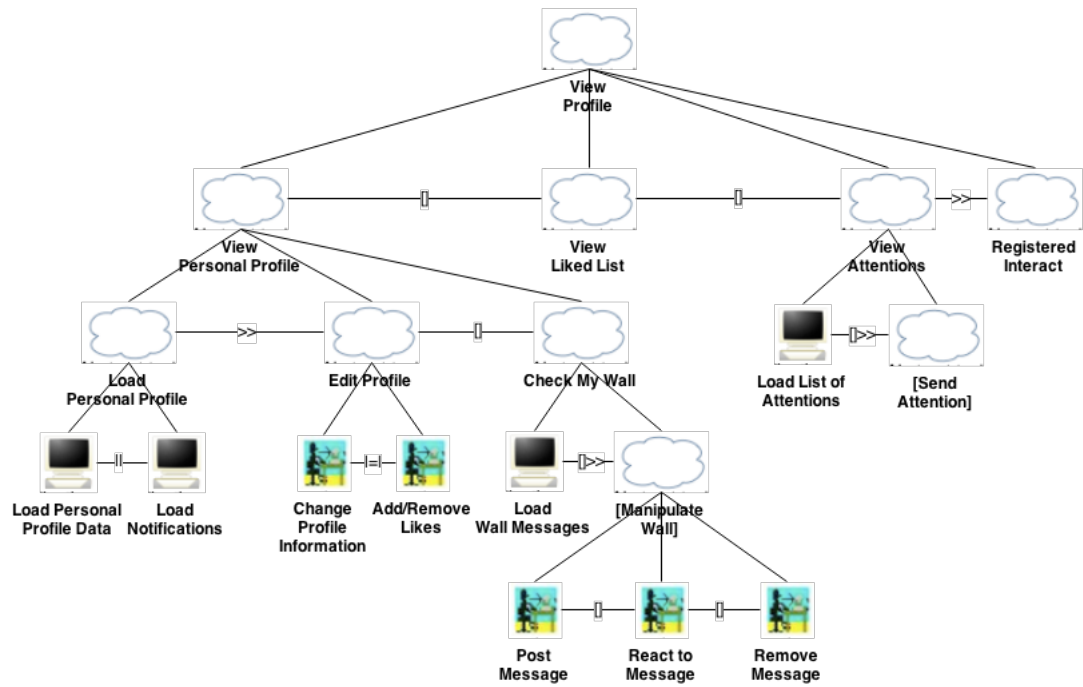 View
Profile
[]
[]
>>
View
Personal Profile
View
Liked List
View
Attentions
Registered
Interact
>>
[]
[]>>
Load
Personal Profile
Edit Profile
Check My Wall
Load List of
Attentions
[Send
Attention]
||
|=|
[]>>
Load Personal
Profile Data
Load
Notifications
Change
Profile
Information
Add/Remove
Likes
Load
Wall Messages
[Manipulate
Wall]
[]
[]
Post
Message
React to
Message
Remove
Message